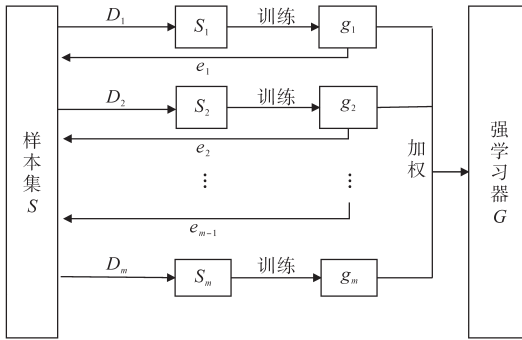 样本集S
D₁
S₁
训练
g₁
e₁
D₂
S₂
训练
g₂
e₂
⋮
⋮
eₘ₋₁
Dₘ
Sₘ
训练
gₘ
加权
强学习器G